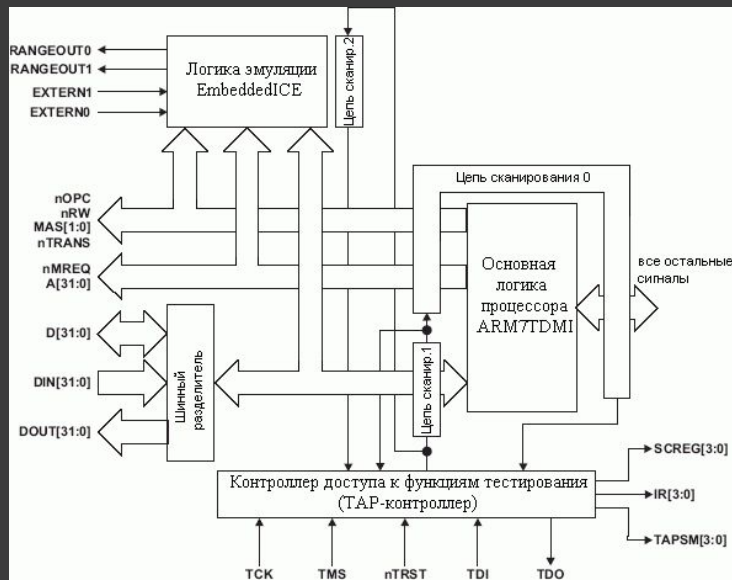 RANGEOUT0
RANGEOUT1
EXTERN1
EXTERN0
Логика эмуляции
EmbeddedICE
Цепь сканир.2
nOPC
nRW
MAS[1:0]
nTRANS
nMREQ
A[31:0]
Цепь сканирования 0
Основная
логика
процессора
ARM7TDMI
все остальные
сигналы
D[31:0]
DIN[31:0]
DOUT[31:0]
Шинный
разделитель
Цепь сканир.1
Контроллер доступа к функциям тестирования
(TAP-контроллер)
SCREG[3:0]
IR[3:0]
TAPSM[3:0]
TCK
TMS
nTRST
TDI
TDO